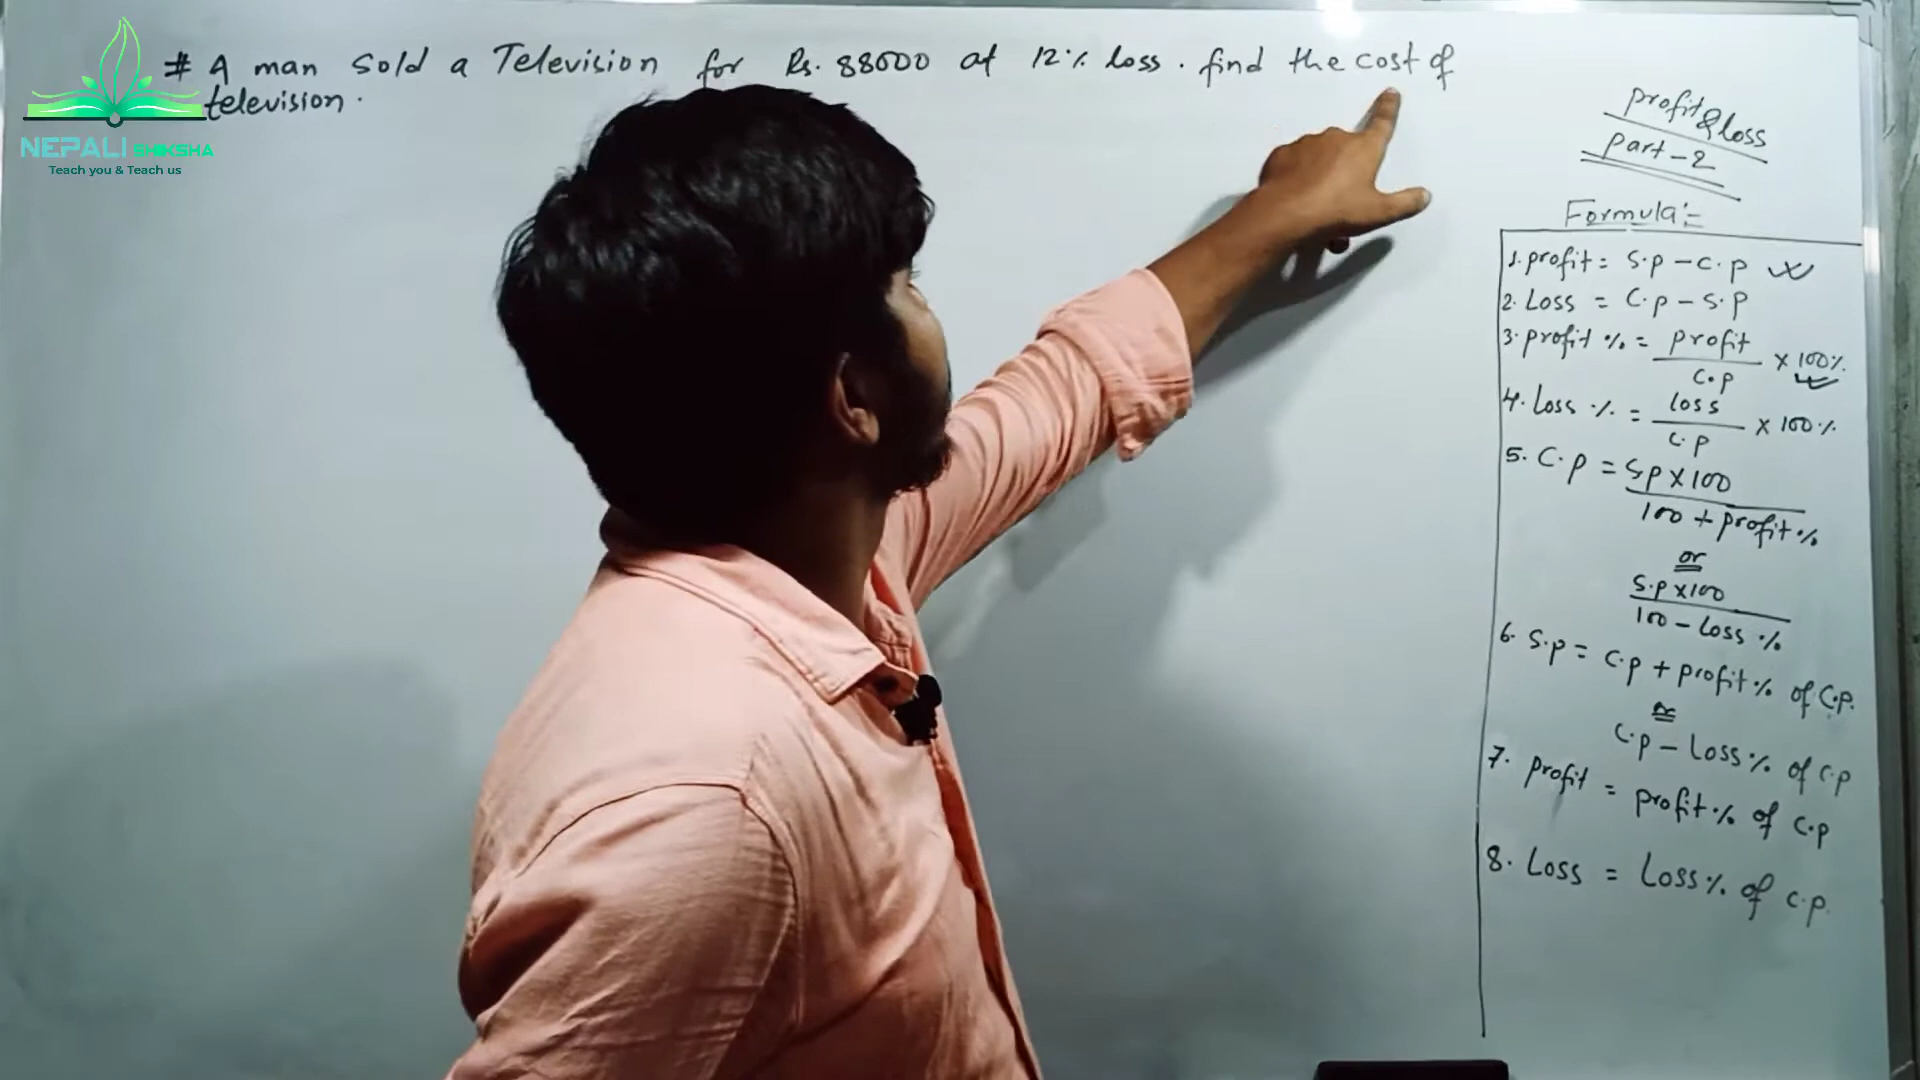 # A man sold a Television for Rs. 88000 at 12% loss. find the cost of
television.
NEPALI SHIKSHA
Teach you & Teach us
profit & loss
part-2
Formula:-
1. profit = S.p - C.p
2. Loss = C.p - S.p
3. profit % = profit / C.p × 100%
4. Loss % = loss / C.p × 100%
5. C.p = S.p × 100 / 100 + profit %
or
S.p × 100 / 100 - Loss %
6. S.p = C.p + profit % of C.p.
or
C.p - Loss % of C.p
7. profit = profit % of C.p
8. Loss = Loss % of C.p.